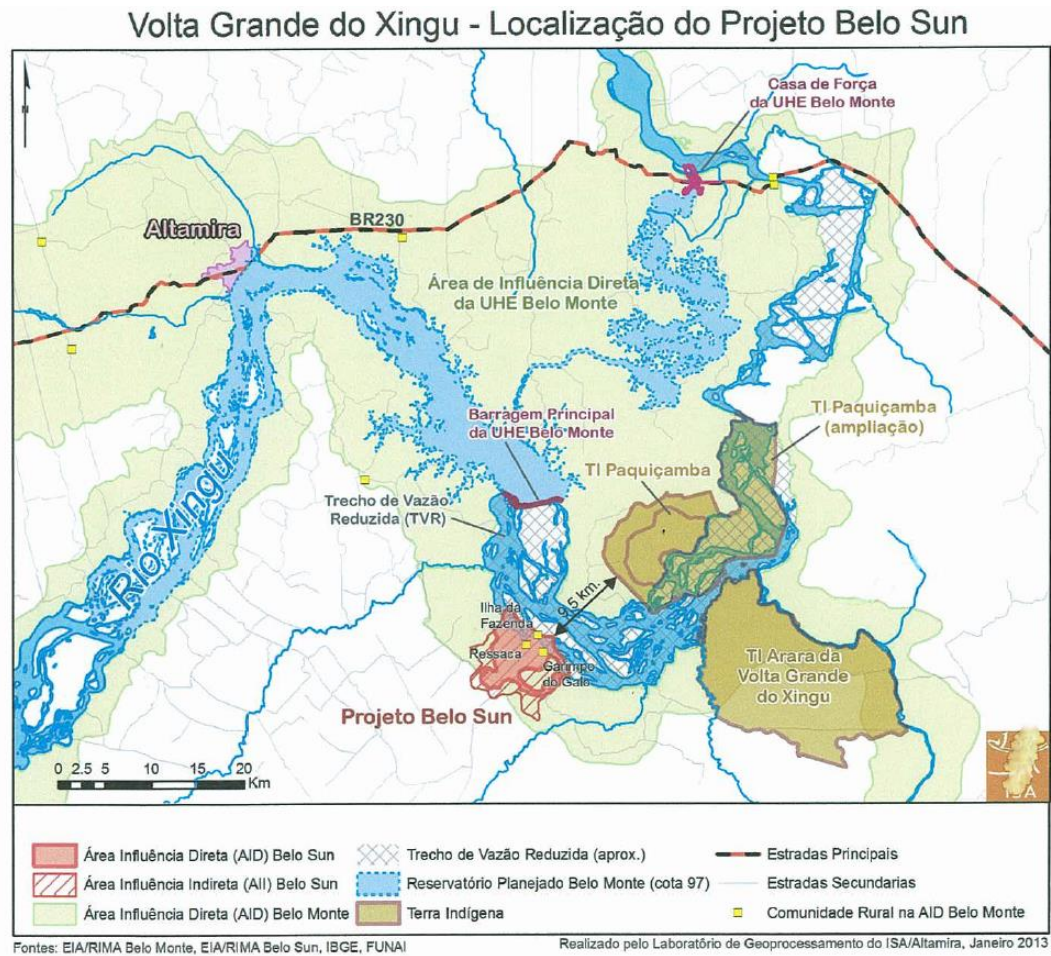 Volta Grande do Xingu - Localização do Projeto Belo Sun
N
Casa de Força
da UHE Belo Monte
BR230
Altamira
Área de Influência Direta
da UHE Belo Monte
Barragem Principal
da UHE Belo Monte
TI Paquiçamba
(ampliação)
TI Paquiçamba
Trecho de Vazão
Reduzida (TVR)
Rio Xingu
9,5 km.
Ilha da
Fazenda
Ressaca
Garimpo
do Galo
TI Arara da
Volta Grande
do Xingu
Projeto Belo Sun
0 2.5 5 10 15 20
Km
ISA
Área Influência Direta (AID) Belo Sun
Trecho de Vazão Reduzida (aprox.)
Estradas Principais
Área Influência Indireta (AII) Belo Sun
Reservatório Planejado Belo Monte (cota 97)
Estradas Secundarias
Área Influência Direta (AID) Belo Monte
Terra Indígena
Comunidade Rural na AID Belo Monte
Fontes: EIA/RIMA Belo Monte, EIA/RIMA Belo Sun, IBGE, FUNAI
Realizado pelo Laboratório de Geoprocessamento do ISA/Altamira, Janeiro 2013